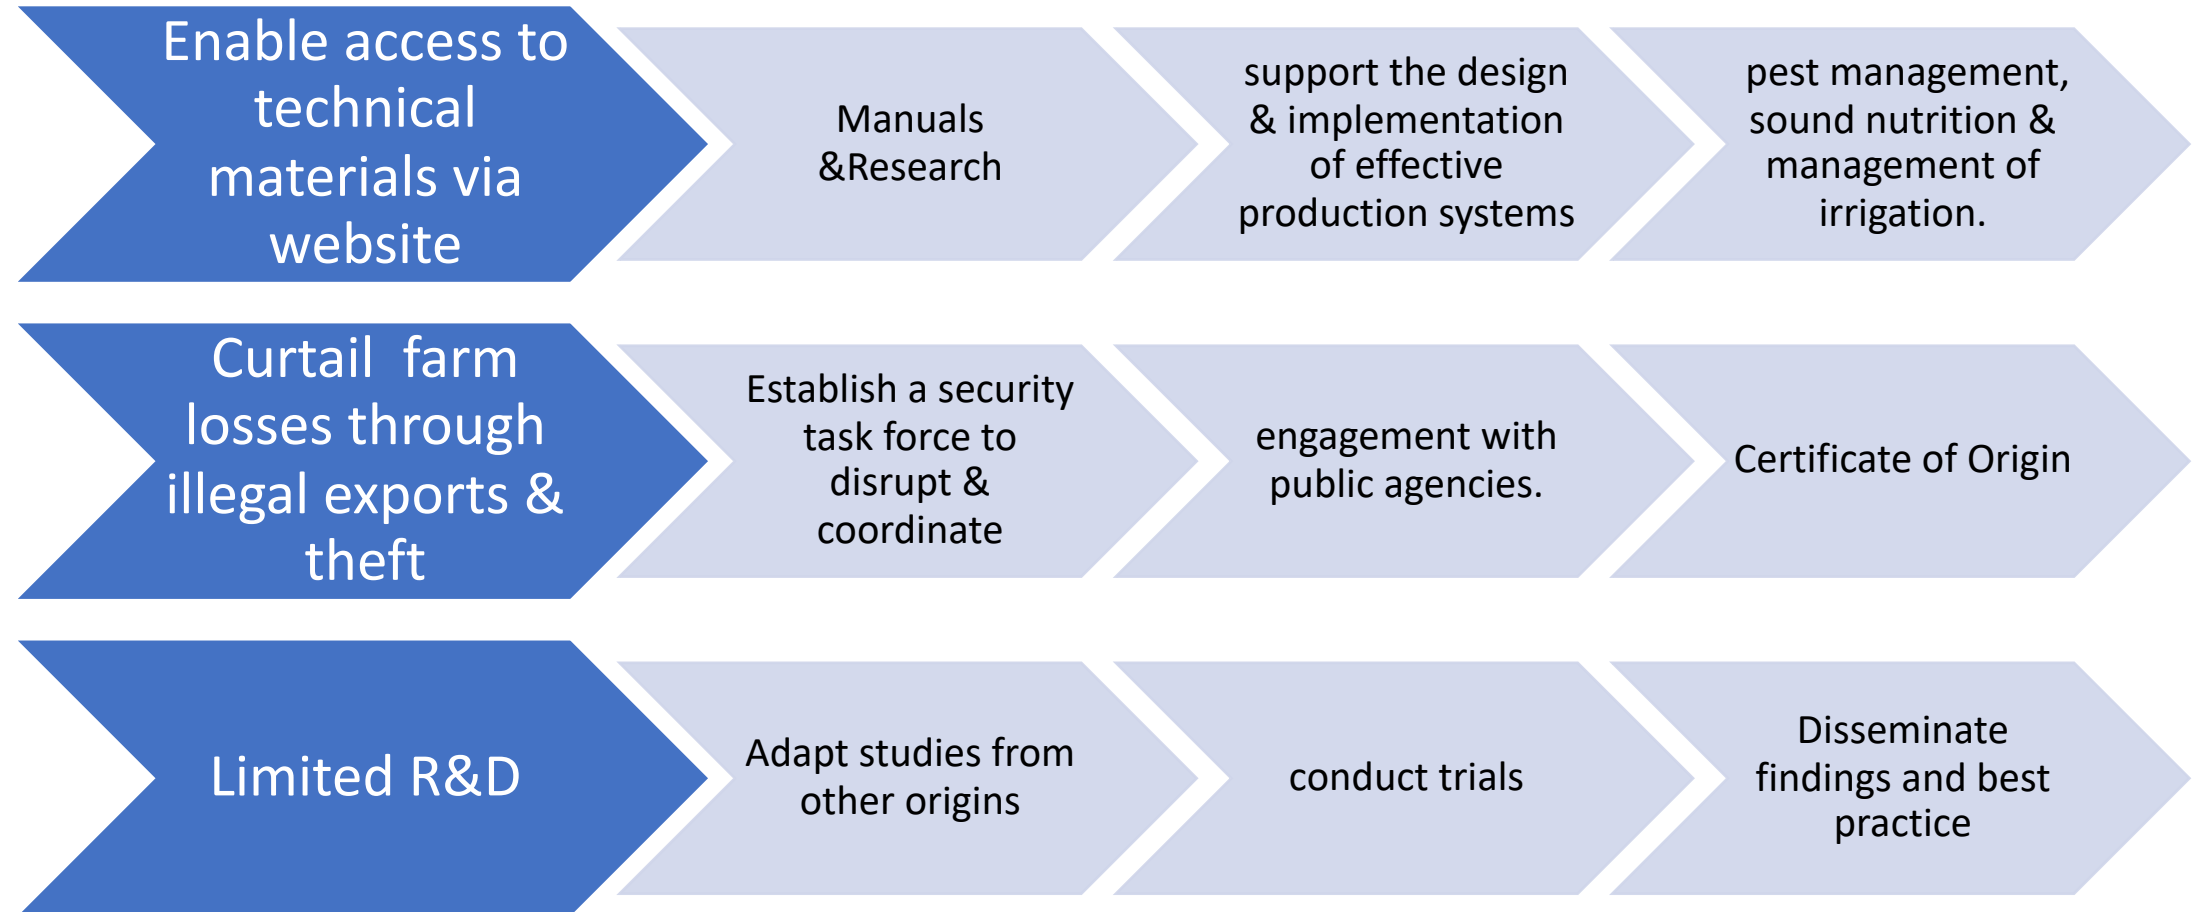 Enable access to
technical
materials via
website
Manuals
&Research
support the design
& implementation
of effective
production systems
pest management,
sound nutrition &
management of
irrigation.
Curtail  farm
losses through
illegal exports &
theft
Establish a security
task force to
disrupt &
coordinate
engagement with
public agencies.
Certificate of Origin
Limited R&D
Adapt studies from
other origins
conduct trials
Disseminate
findings and best
practice